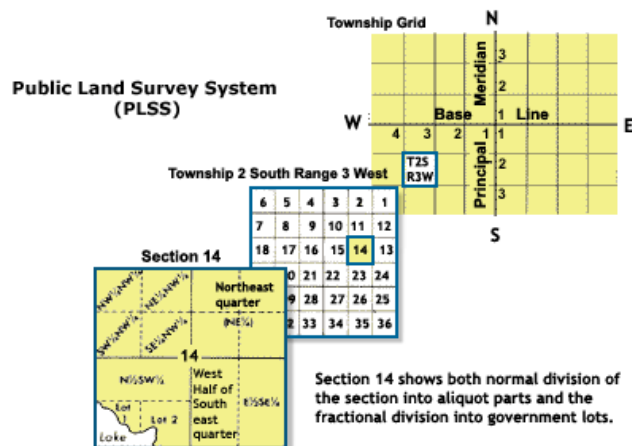 Township Grid
N
Public Land Survey System
(PLSS)
Meridian
3
2
1
Base Line
W
E
4 3 2 1 1
T2S
R3W
Principal
2
3
S
Township 2 South Range 3 West
6 5 4 3 2 1
7 8 9 10 11 12
18 17 16 15 14 13
0 21 22 23 24
9 28 27 26 25
2 33 34 35 36
Section 14
NW¼NW¼
NE¼NW¼
SW¼NW¼
SE¼NW¼
Northeast
quarter
(NE¼)
14
N½SW¼
West
Half of
South
east
quarter
E½SE¼
Lot
1
Lot 2
Lake
Section 14 shows both normal division of
the section into aliquot parts and the
fractional division into government lots.